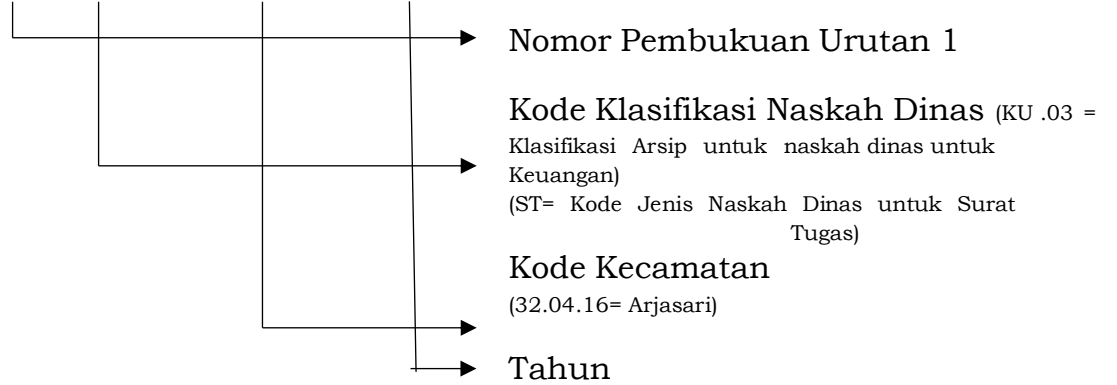 Nomor Pembukuan Urutan 1
Kode Klasifikasi Naskah Dinas (KU .03 =
Klasifikasi Arsip untuk naskah dinas untuk
Keuangan)
(ST= Kode Jenis Naskah Dinas untuk Surat
Tugas)
Kode Kecamatan
(32.04.16= Arjasari)
Tahun